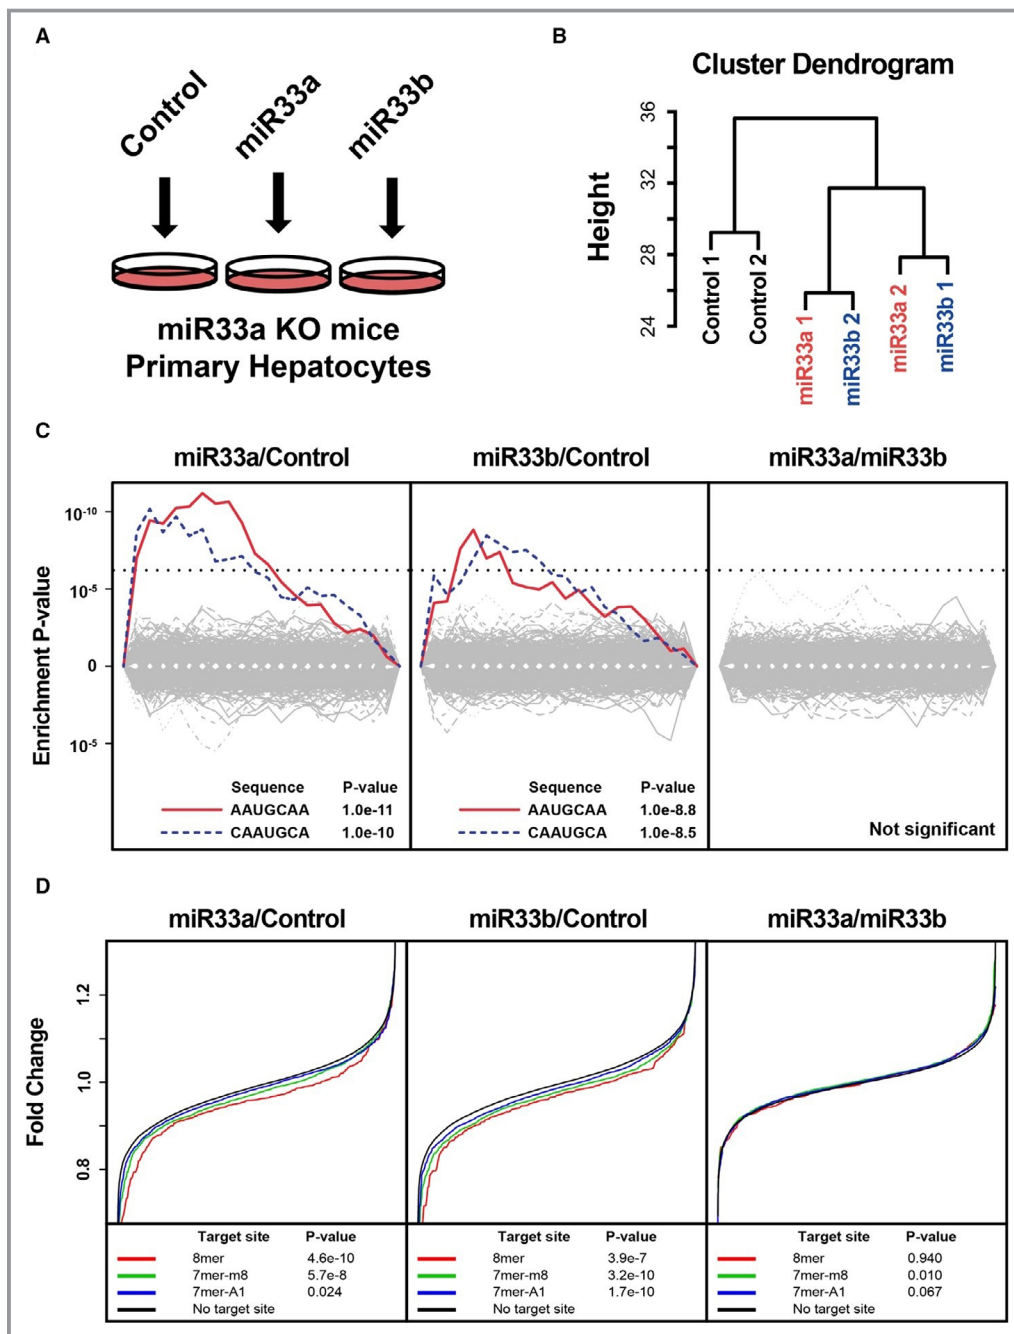 A
Control
miR33a
miR33b
miR33a KO mice
Primary Hepatocytes
B
Cluster Dendrogram
Height
36
32
28
24
Control 1
Control 2
miR33a 1
miR33b 2
miR33a 2
miR33b 1
C
miR33a/Control
miR33b/Control
miR33a/miR33b
Enrichment P-value
10-10
10-5
0
10-5
Sequence P-value
AAUGCAA 1.0e-11
CAAUGCA 1.0e-10
Sequence P-value
AAUGCAA 1.0e-8.8
CAAUGCA 1.0e-8.5
Not significant
D
miR33a/Control
miR33b/Control
miR33a/miR33b
Fold Change
1.2
1.0
0.8
Target site P-value
8mer 4.6e-10
7mer-m8 5.7e-8
7mer-A1 0.024
No target site
Target site P-value
8mer 3.9e-7
7mer-m8 3.2e-10
7mer-A1 1.7e-10
No target site
Target site P-value
8mer 0.940
7mer-m8 0.010
7mer-A1 0.067
No target site